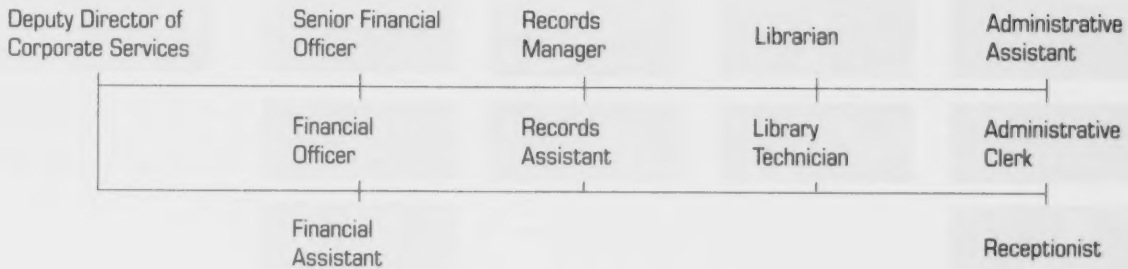 Deputy Director of
Corporate Services
Senior Financial
Officer
Records
Manager
Librarian
Administrative
Assistant
Financial
Officer
Records
Assistant
Library
Technician
Administrative
Clerk
Financial
Assistant
Receptionist